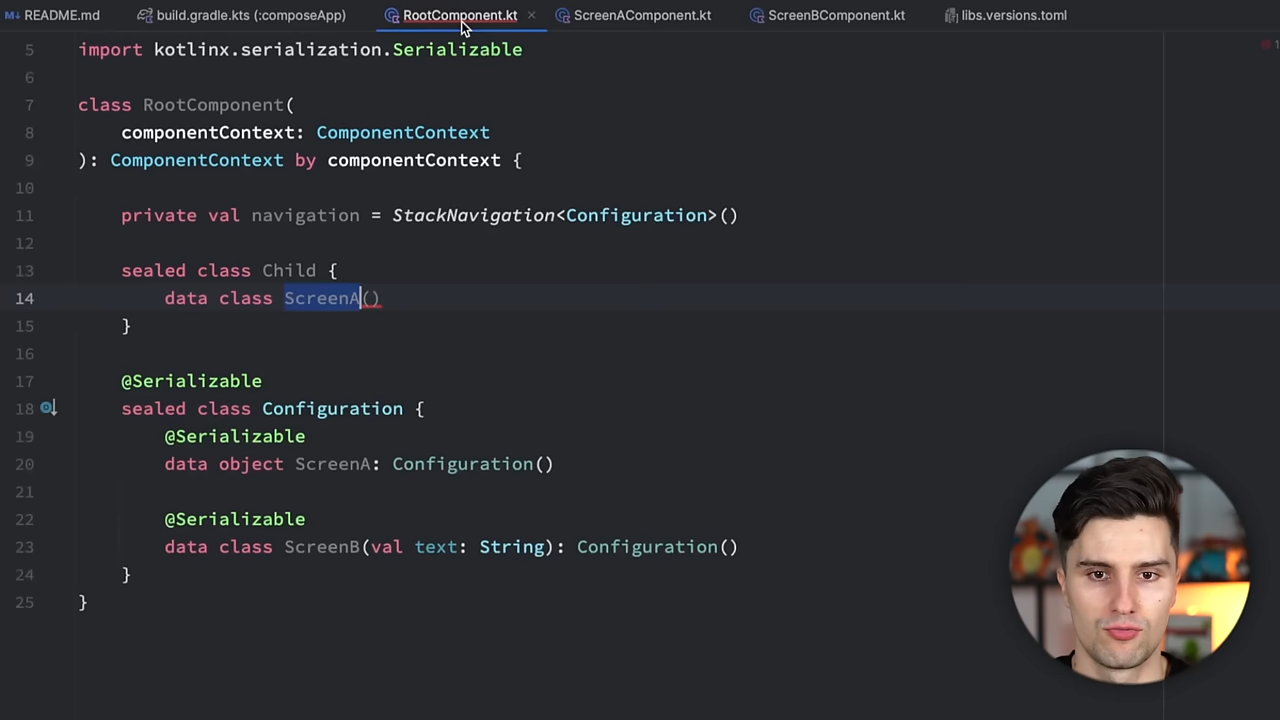 README.md
build.gradle.kts (:composeApp)
RootComponent.kt
ScreenAComponent.kt
ScreenBComponent.kt
libs.versions.toml
1
5 import kotlinx.serialization.Serializable
6
7 class RootComponent(
8 componentContext: ComponentContext
9 ): ComponentContext by componentContext {
10
11 private val navigation = StackNavigation<Configuration>()
12
13 sealed class Child {
14 data class ScreenA()
15 }
16
17 @Serializable
18 sealed class Configuration {
19 @Serializable
20 data object ScreenA: Configuration()
21
22 @Serializable
23 data class ScreenB(val text: String): Configuration()
24 }
25 }